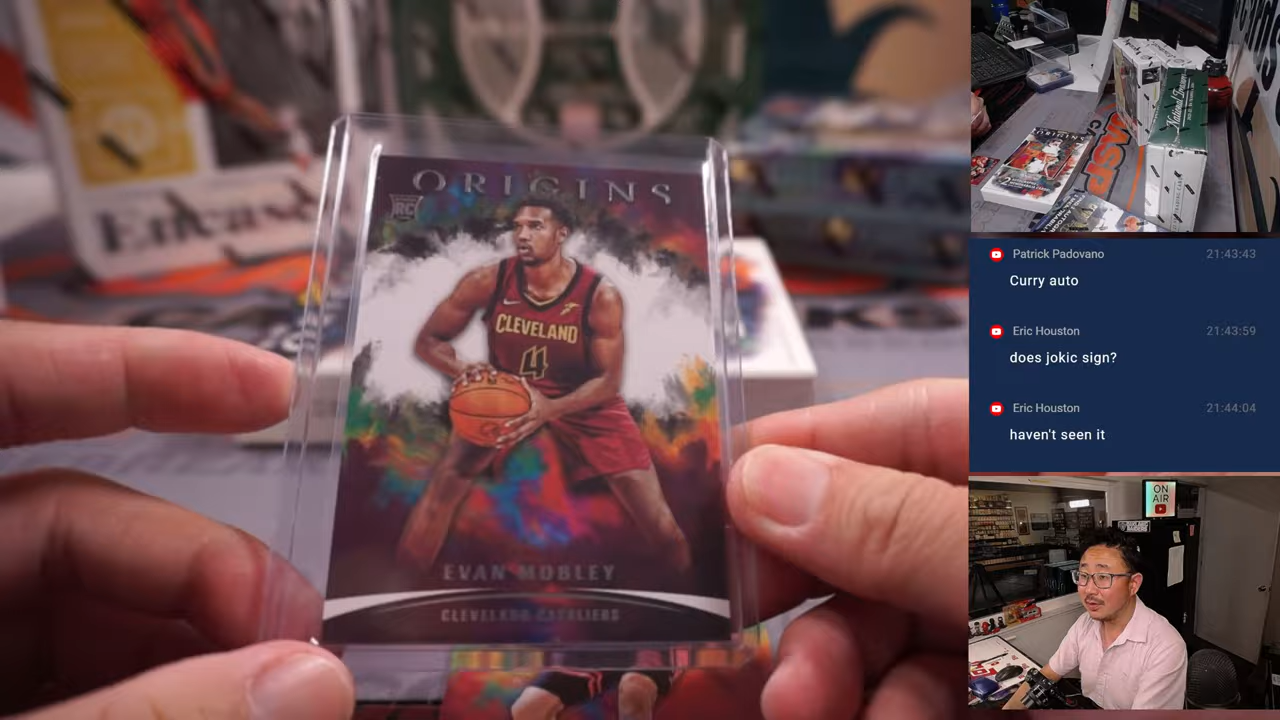 ORIGINS
RC
CLEVELAND
4
EVAN MOBLEY
CLEVELAND CAVALIERS
Encased
Patrick Padovano 21:43:43
Curry auto
Eric Houston 21:43:59
does jokic sign?
Eric Houston 21:44:04
haven't seen it
ON
AIR